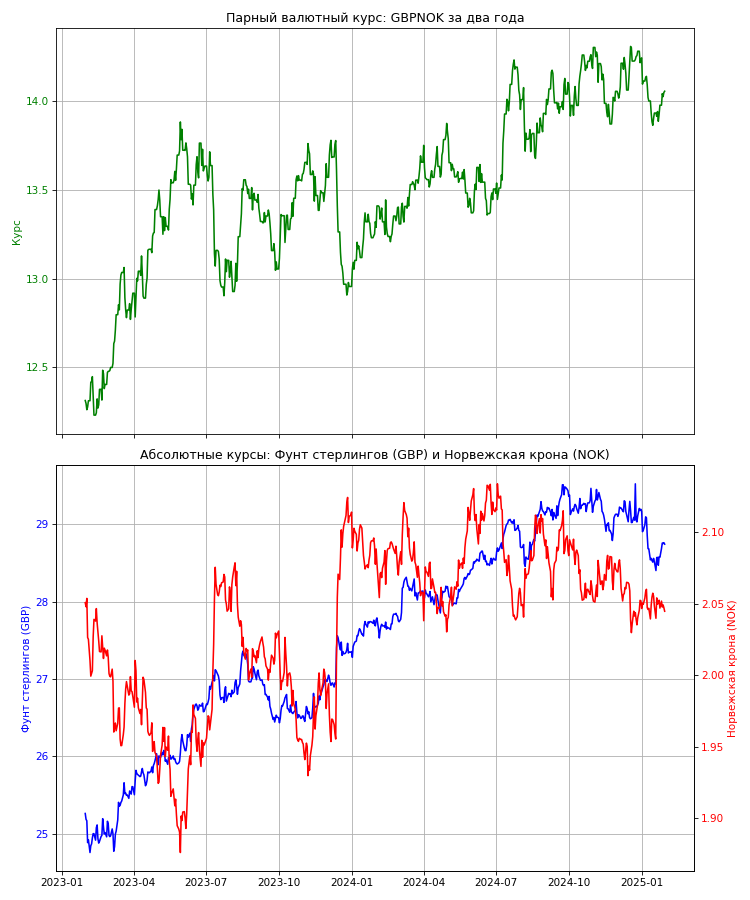 Парный валютный курс: GBPNOK за два года
Курс
14.0
13.5
13.0
12.5
Абсолютные курсы: Фунт стерлингов (GBP) и Норвежская крона (NOK)
Фунт стерлингов (GBP)
29
28
27
26
25
2.10
2.05
2.00
1.95
1.90
Норвежская крона (NOK)
2023-01 2023-04 2023-07 2023-10 2024-01 2024-04 2024-07 2024-10 2025-01